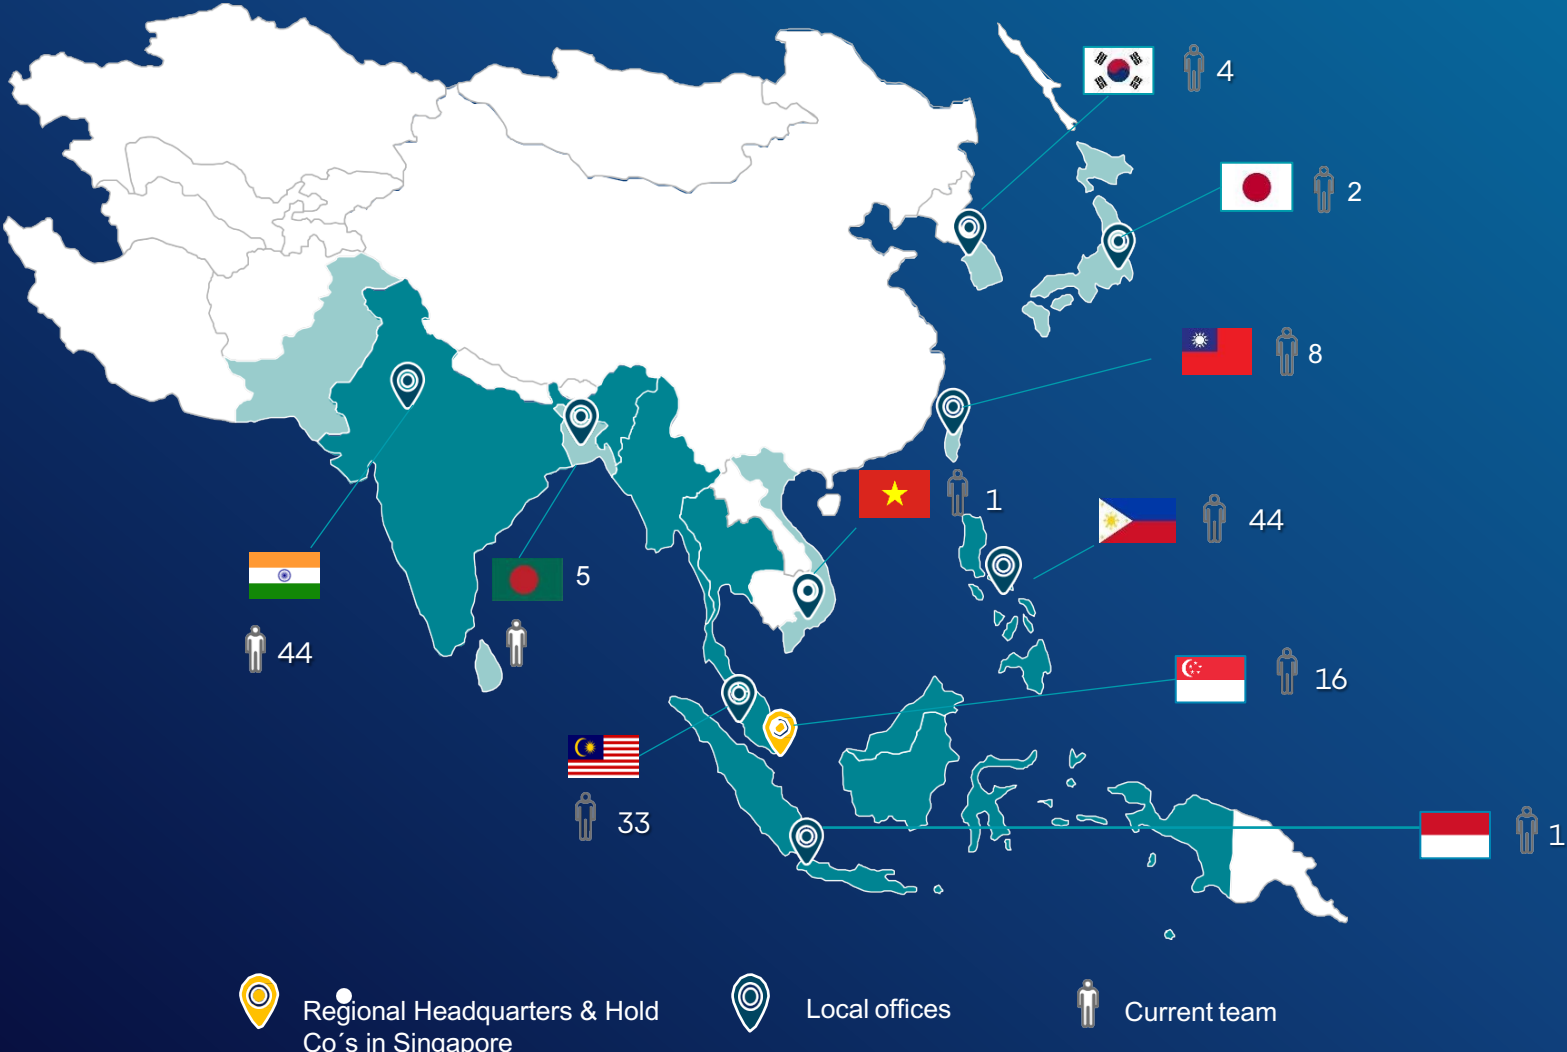 4
2
8
1
44
5
44
16
33
1
Regional Headquarters & Hold
Co´s in Singapore
Local offices
Current team